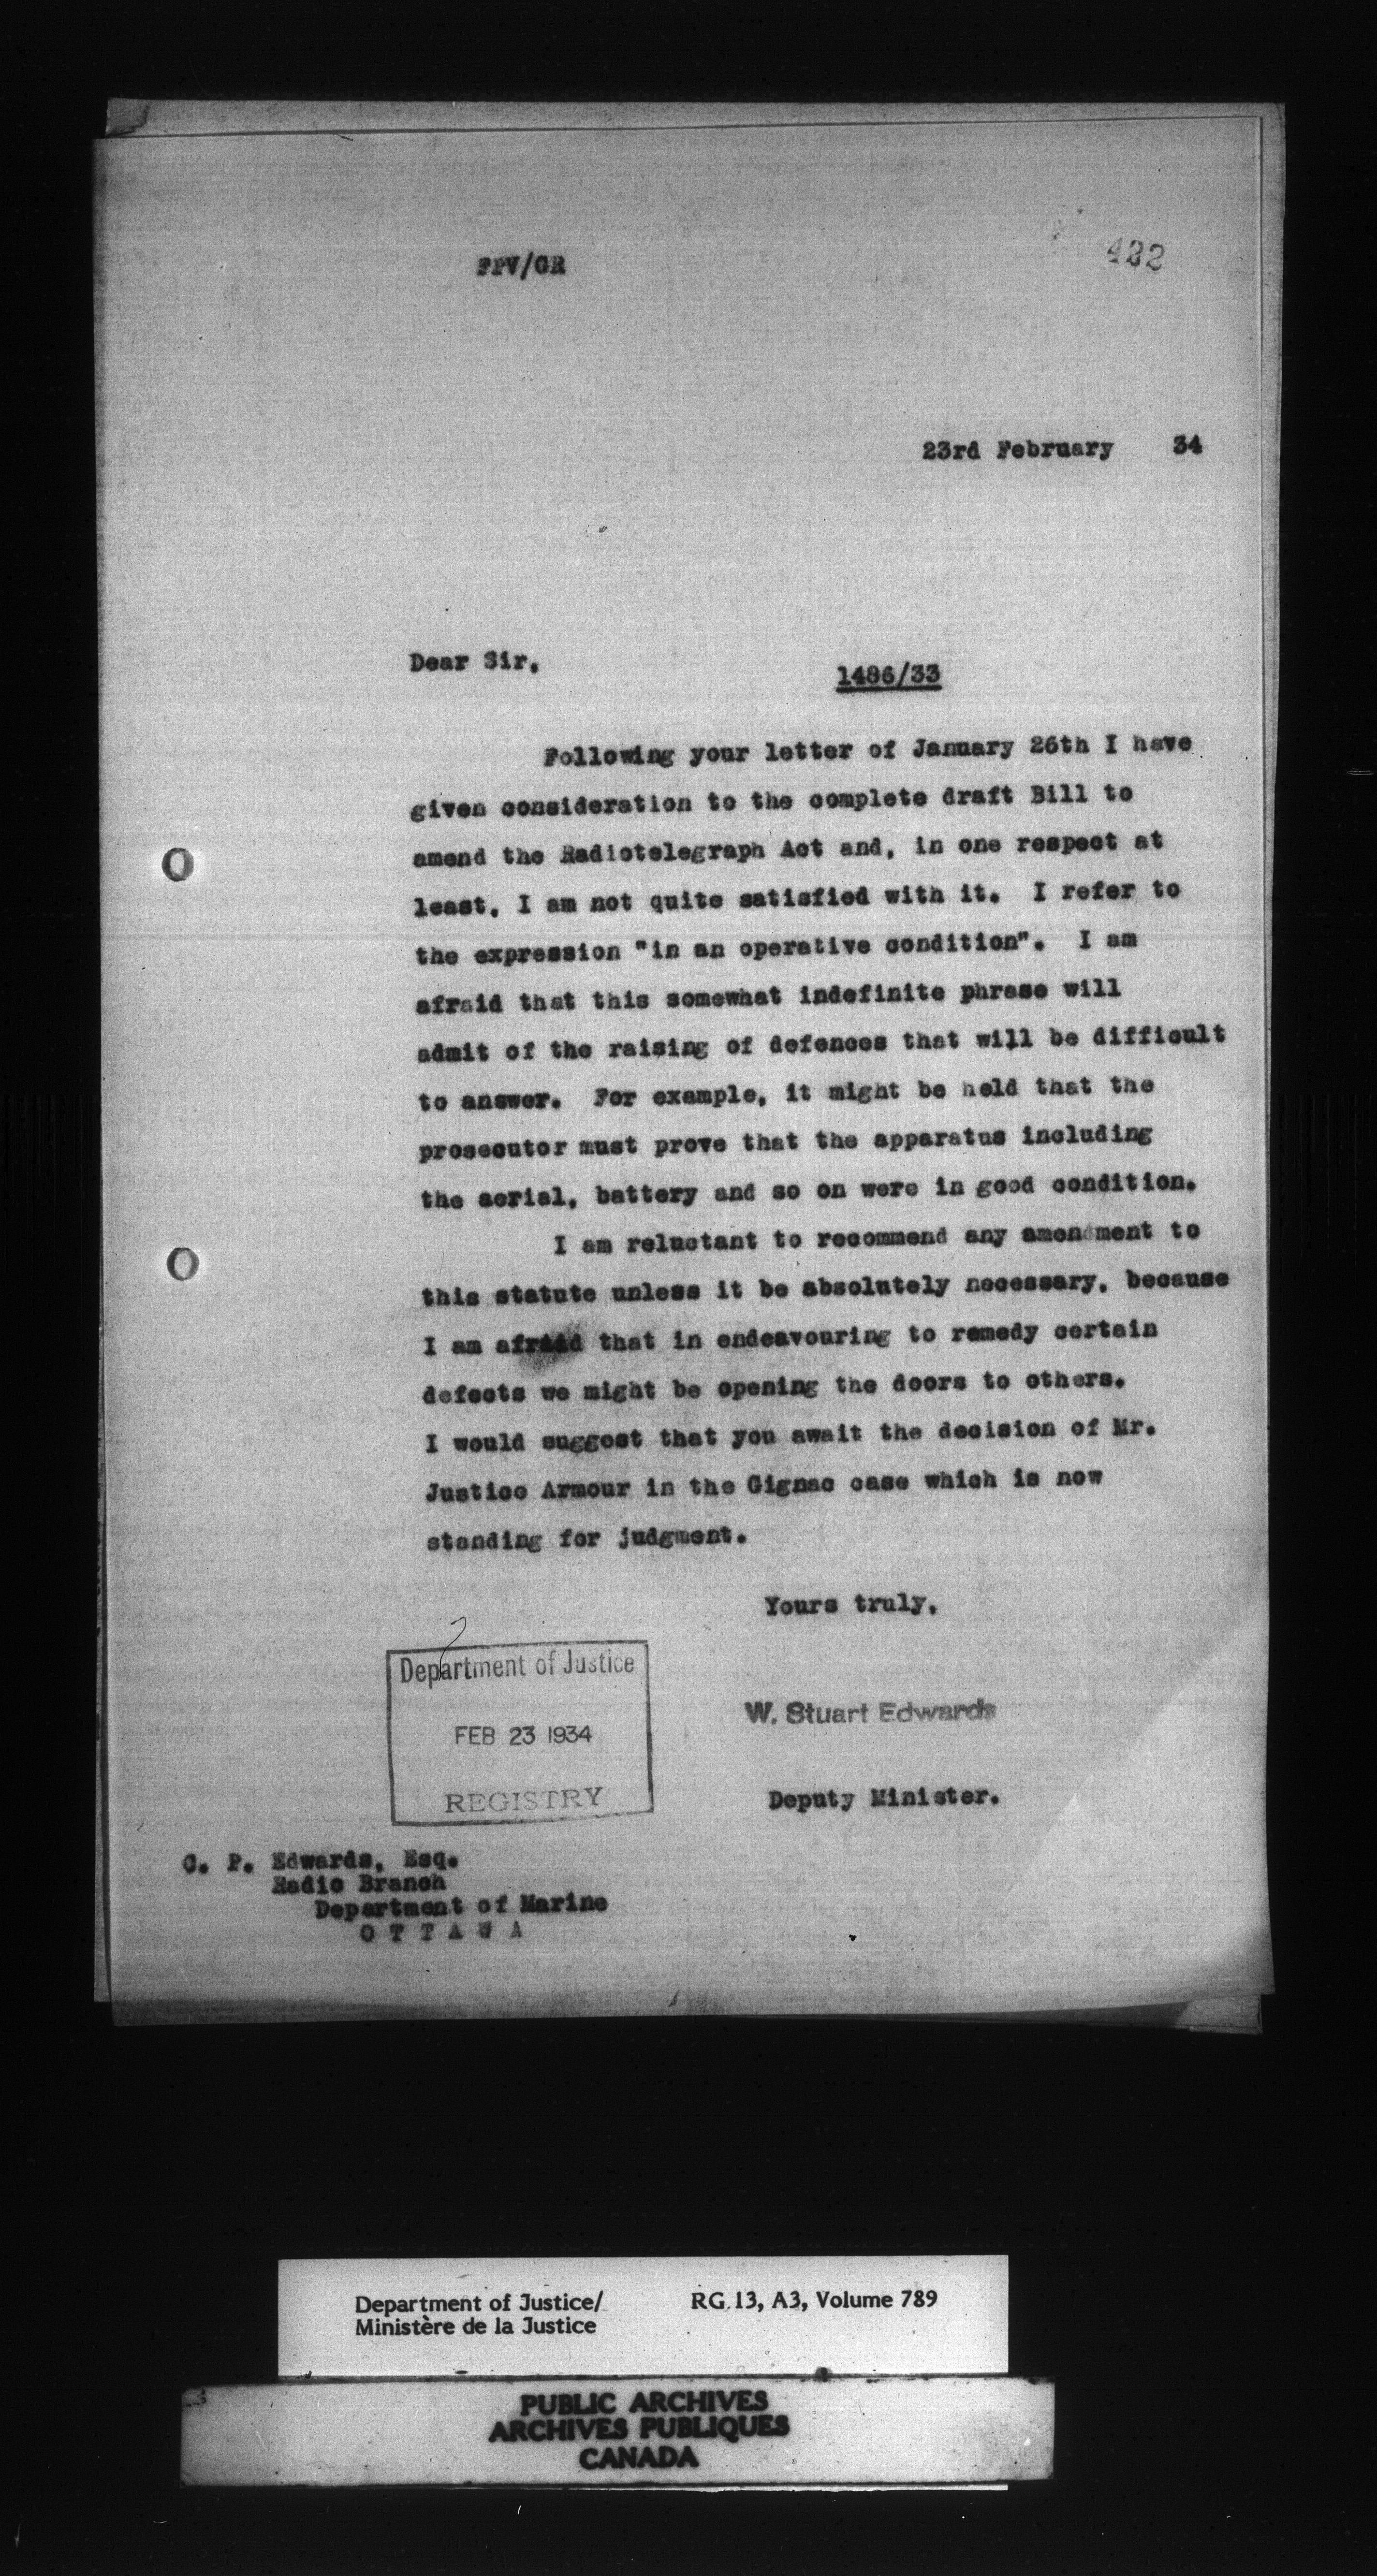 FPV/GR
422
23rd February 34
Dear Sir,
1486/33
Following your letter of January 26th I have
given consideration to the complete draft Bill to
amend the Radiotelegraph Act and, in one respect at
least, I am not quite satisfied with it. I refer to
the expression "in an operative condition". I am
afraid that this somewhat indefinite phrase will
admit of the raising of defences that will be difficult
to answer. For example, it might be held that the
prosecutor must prove that the apparatus including
the aerial, battery and so on were in good condition.
I am reluctant to recommend any amendment to
this statute unless it be absolutely necessary, because
I am afraid that in endeavouring to remedy certain
defects we might be opening the doors to others.
I would suggest that you await the decision of Mr.
Justice Armour in the Gignac case which is now
standing for judgment.
Yours truly,
Department of Justice
FEB 23 1934
REGISTRY
W. Stuart Edwards
Deputy Minister.
C. P. Edwards, Esq.
Radio Branch
Department of Marine
O T T A W A
Department of Justice/
Ministère de la Justice
RG 13, A3, Volume 789
PUBLIC ARCHIVES
ARCHIVES PUBLIQUES
CANADA